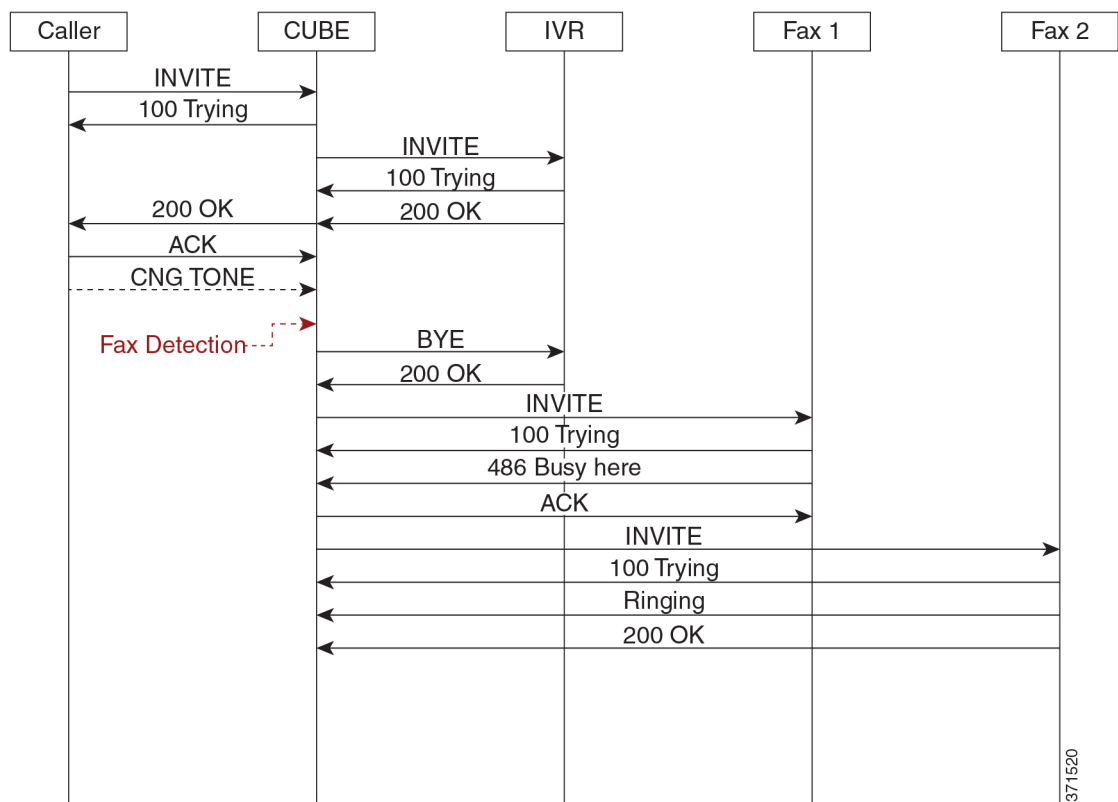 Caller
CUBE
IVR
Fax 1
Fax 2
INVITE
100 Trying
INVITE
100 Trying
200 OK
200 OK
ACK
CNG TONE
Fax Detection
BYE
200 OK
INVITE
100 Trying
486 Busy here
ACK
INVITE
100 Trying
Ringing
200 OK
371520